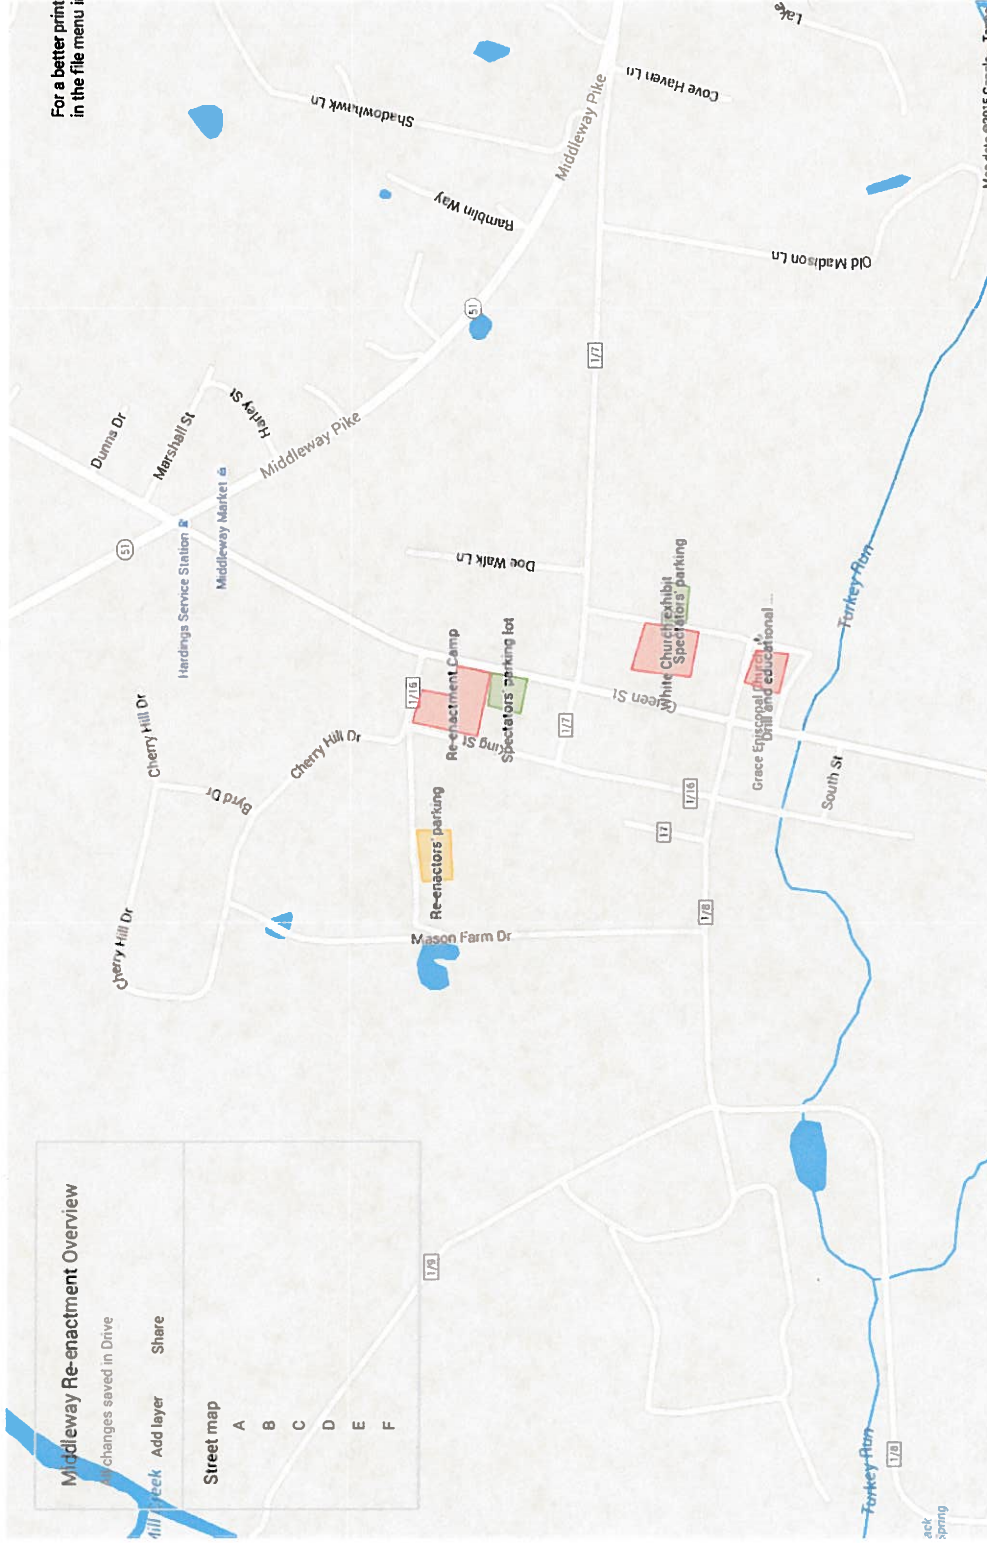 For a better print
in the file menu i
Middleway Re-enactment Overview
All changes saved in Drive
Add layer
Share
Street map
A
B
C
D
E
F
Mill Creek
Cherry Hill Dr
Cherry Hill Dr
Byrd Dr
Cherry Hill Dr
Hardings Service Station
Middleway Market
51
Dunns Dr
Marshall St
Harley St
Middleway Pike
Shadowhawk Ln
Ramblin Way
51
Middleway Pike
Cove Haven Ln
Lake
Old Madison Ln
1/7
Doe Walk Ln
1/16
Re-enactment Camp
King St
Spectators' parking lot
Re-enactors' parking
Mason Farm Dr
1/7
Queen St
White Church exhibit
Spectators' parking
Grace Episcopal Church
Drill and educational ...
1/16
17
1/8
South St
Turkey Run
1/9
Turkey Run
1/8